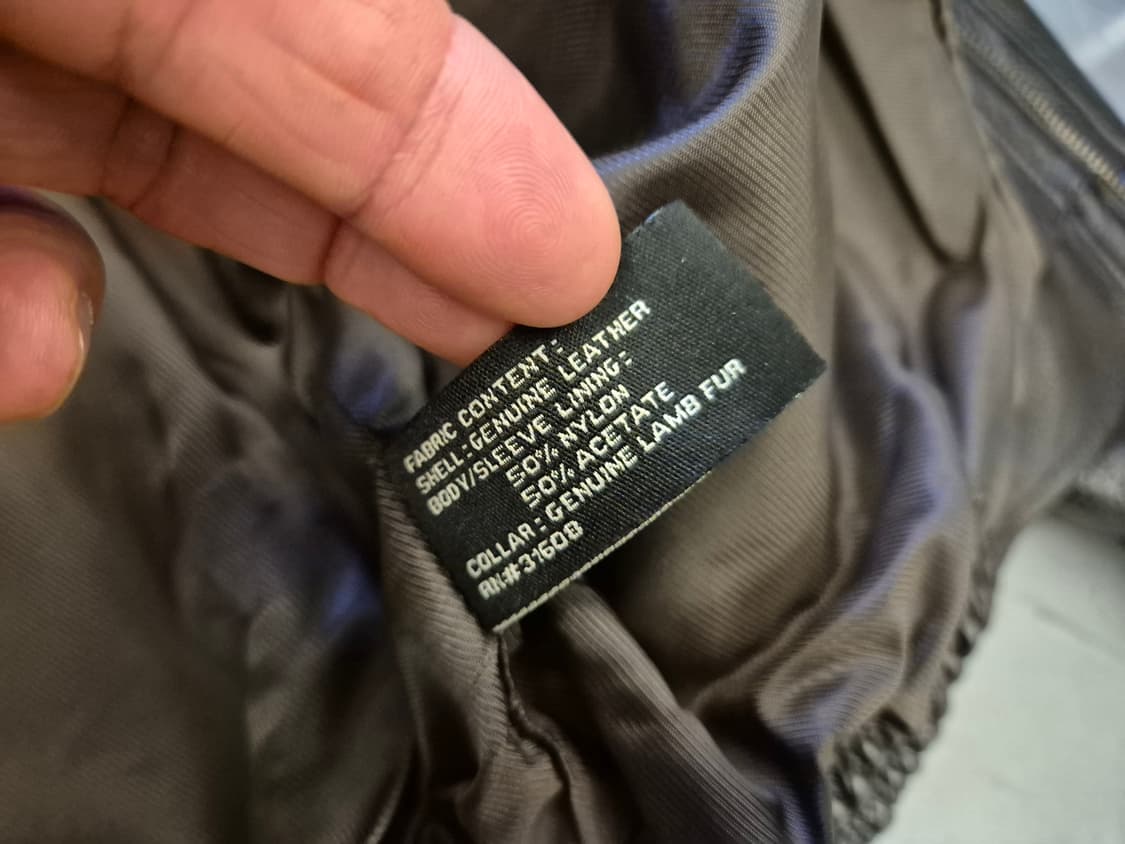 FABRIC CONTENT:
SHELL:GENUINE LEATHER
BODY/SLEEVE LINING:
50% NYLON
50% ACETATE
COLLAR:GENUINE LAMB FUR
RN#31608